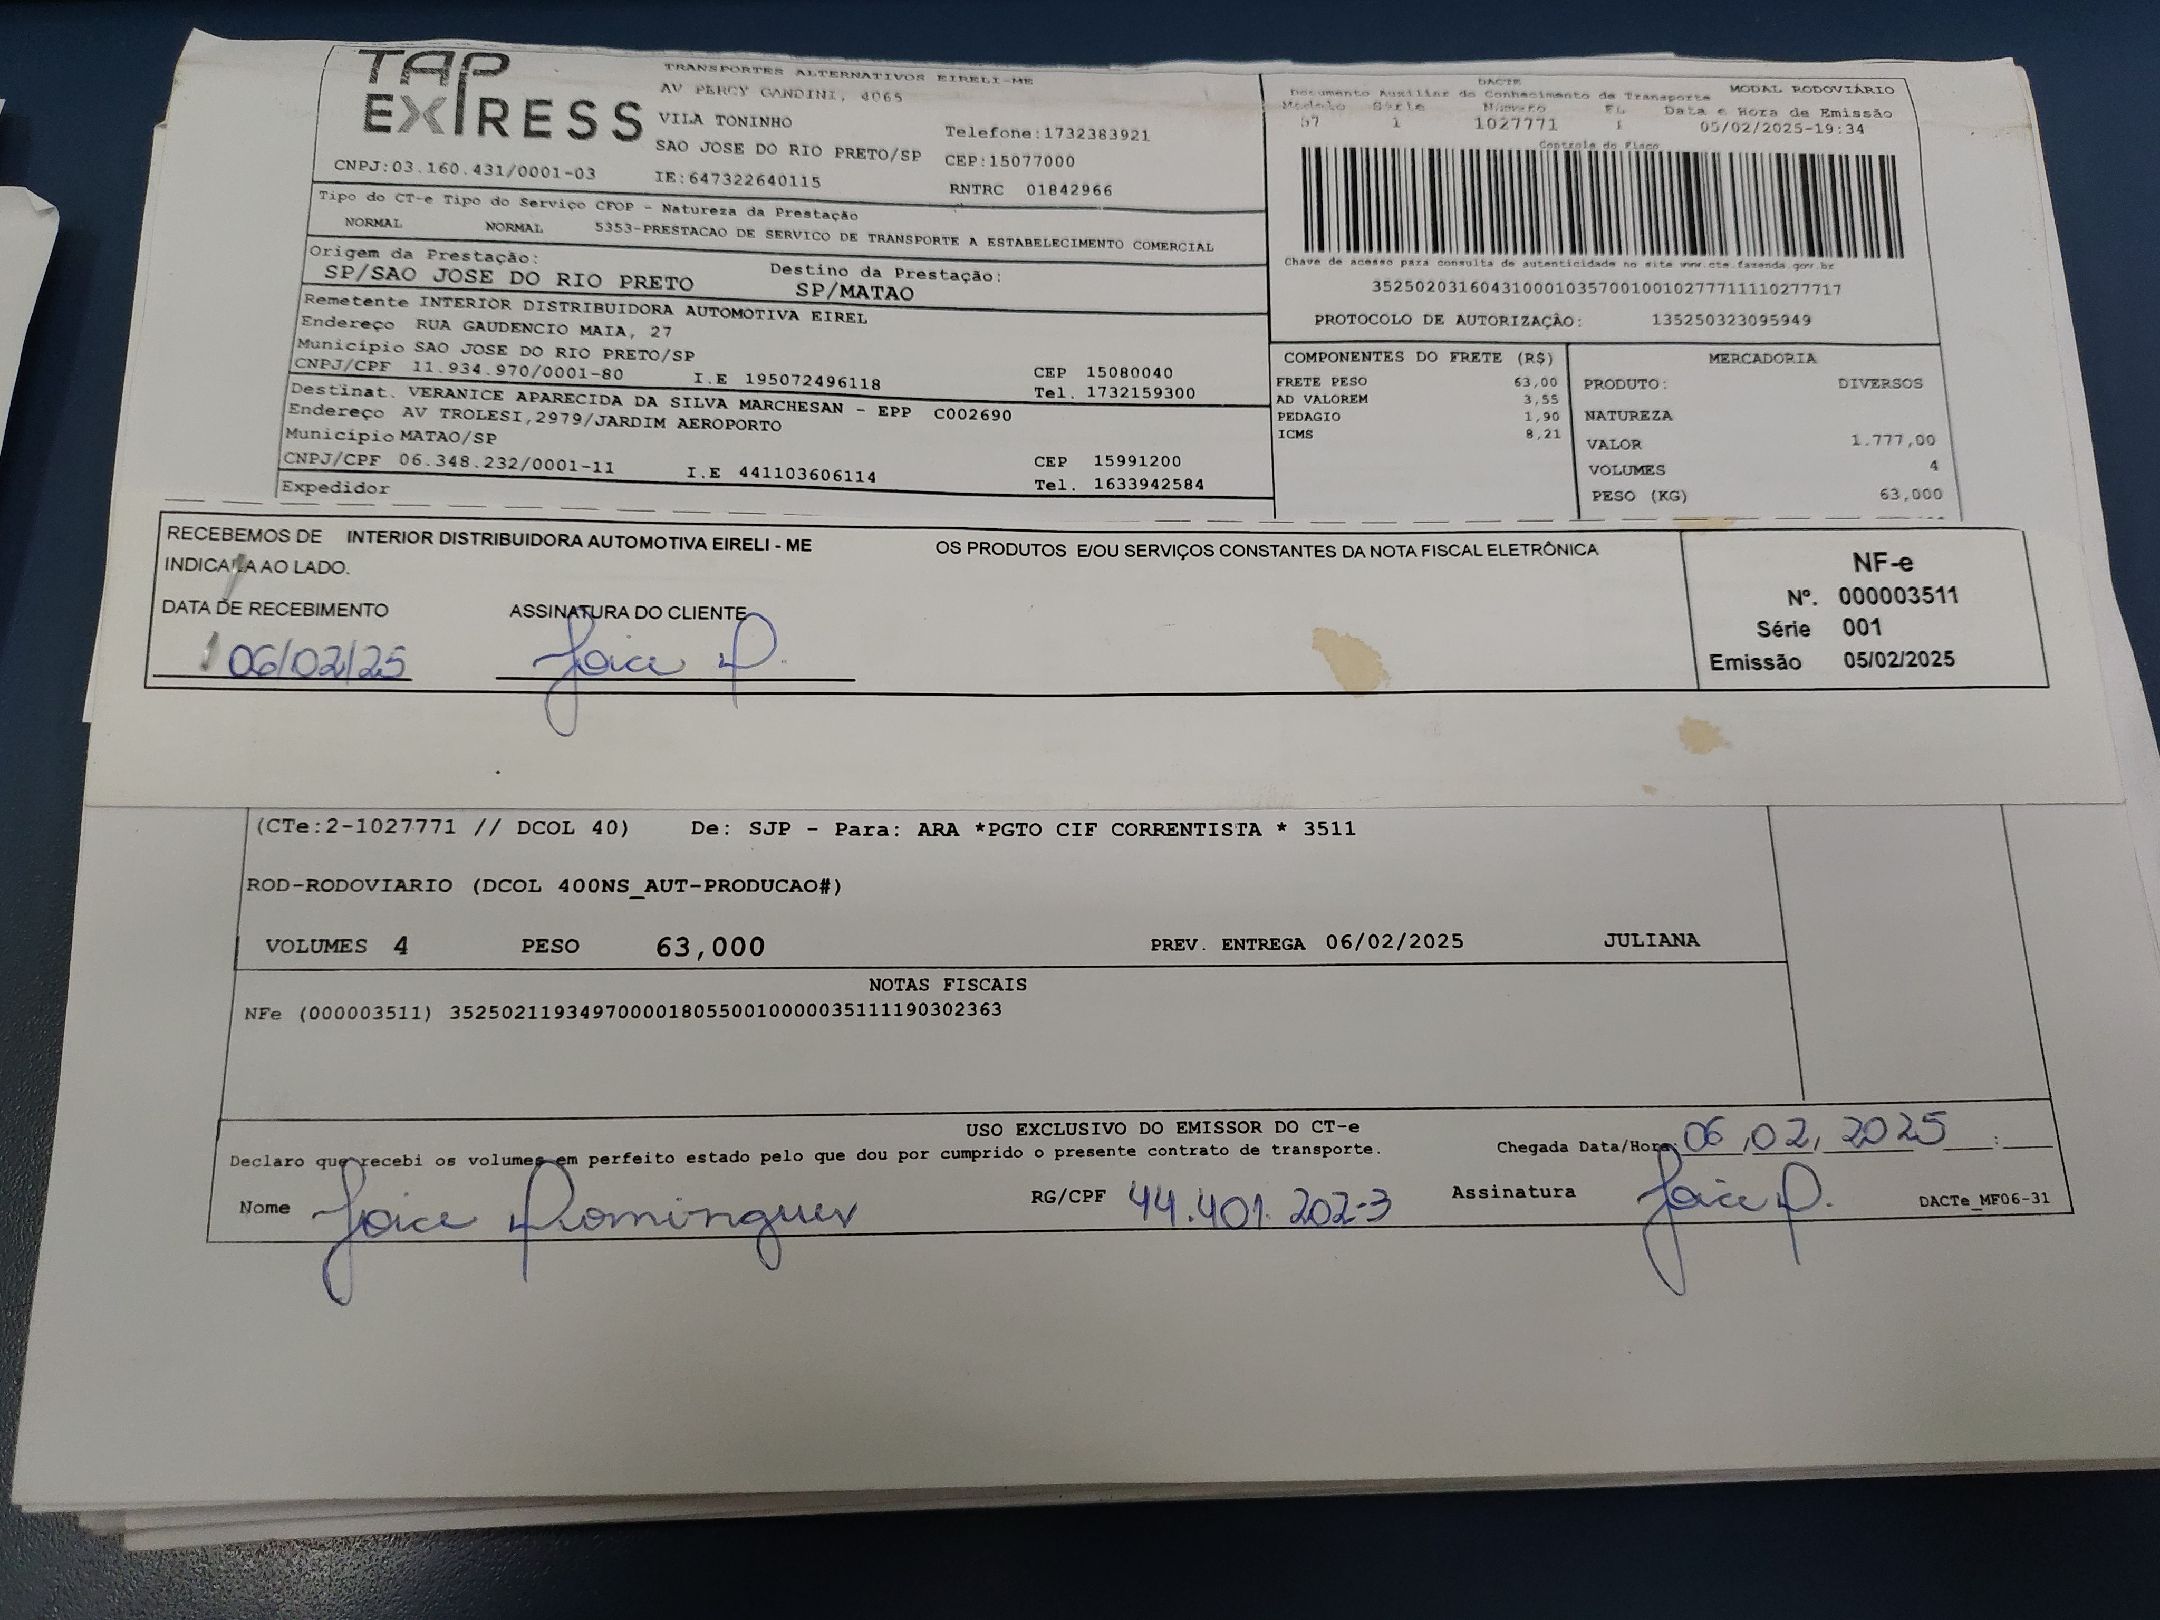 TAP
EXPRESS
TRANSPORTES ALTERNATIVOS EIRELI-ME
AV PERCY GANDINI, 4065
VILA TONINHO
SAO JOSE DO RIO PRETO/SP
Telefone:1732383921
CEP:15077000
CNPJ:03.160.431/0001-03
IE:647322640115
RNTRC 01842966
DACTE
MODAL RODOVIÁRIO
Documento Auxiliar do Conhecimento de Transporte
Modelo Série Número FL Data e Hora de Emissão
57 1 1027771 1 05/02/2025-19:34
Controle do Fisco
Chave de acesso para consulta de autenticidade no site www.cte.fazenda.gov.br
35250203160431000103570010010277711110277717
PROTOCOLO DE AUTORIZAÇÃO: 135250323095949
Tipo do CT-e Tipo do Serviço CFOP - Natureza da Prestação
NORMAL NORMAL 5353-PRESTACAO DE SERVICO DE TRANSPORTE A ESTABELECIMENTO COMERCIAL
Origem da Prestação: Destino da Prestação:
SP/SAO JOSE DO RIO PRETO SP/MATAO
Remetente INTERIOR DISTRIBUIDORA AUTOMOTIVA EIREL
Endereço RUA GAUDENCIO MAIA, 27
Município SAO JOSE DO RIO PRETO/SP CEP 15080040
CNPJ/CPF 11.934.970/0001-80 I.E 195072496118 Tel. 1732159300
Destinat. VERANICE APARECIDA DA SILVA MARCHESAN - EPP C002690
Endereço AV TROLESI,2979/JARDIM AEROPORTO
Município MATAO/SP CEP 15991200
CNPJ/CPF 06.348.232/0001-11 I.E 441103606114 Tel. 1633942584
Expedidor
COMPONENTES DO FRETE (R$)
FRETE PESO 63,00
AD VALOREM 3,55
PEDAGIO 1,90
ICMS 8,21
MERCADORIA
PRODUTO: DIVERSOS
NATUREZA
VALOR 1.777,00
VOLUMES 4
PESO (KG) 63,000
RECEBEMOS DE INTERIOR DISTRIBUIDORA AUTOMOTIVA EIRELI - ME OS PRODUTOS E/OU SERVIÇOS CONSTANTES DA NOTA FISCAL ELETRÔNICA
INDICADA AO LADO.
DATA DE RECEBIMENTO ASSINATURA DO CLIENTE
06/02/25 Joice D.
NF-e
Nº. 000003511
Série 001
Emissão 05/02/2025
(CTe:2-1027771 // DCOL 40) De: SJP - Para: ARA *PGTO CIF CORRENTISTA * 3511
ROD-RODOVIARIO (DCOL 400NS_AUT-PRODUCAO#)
VOLUMES 4 PESO 63,000 PREV. ENTREGA 06/02/2025 JULIANA
NOTAS FISCAIS
NFe (000003511) 35250211934970000180550010000035111190302363
USO EXCLUSIVO DO EMISSOR DO CT-e
Declaro que recebi os volumes em perfeito estado pelo que dou por cumprido o presente contrato de transporte. Chegada Data/Hora: 06,02,2025 :
Nome Joice Domingues RG/CPF 44.401.202-3 Assinatura Joice D. DACTe_MF06-31